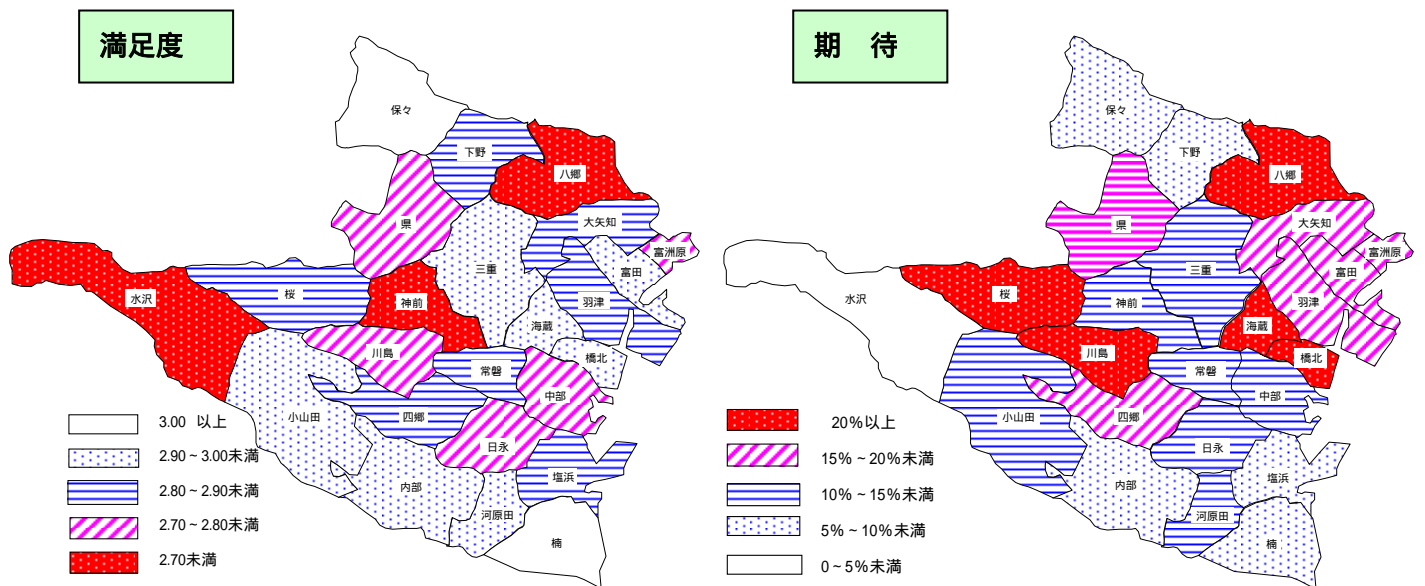 満足度
保々
下野
八郷
大矢知
県
富洲原
三重
富田
水沢
桜
神前
羽津
海蔵
川島
橋北
常磐
中部
小山田
四郷
日永
塩浜
内部
河原田
楠
3.00 以上
2.90～3.00未満
2.80～2.90未満
2.70～2.80未満
2.70未満
期 待
保々
下野
八郷
県
大矢知
富洲原
三重
富田
水沢
桜
神前
羽津
海蔵
川島
橋北
常磐
中部
小山田
四郷
日永
塩浜
内部
河原田
楠
20%以上
15%～20%未満
10%～15%未満
5%～10%未満
0～5%未満